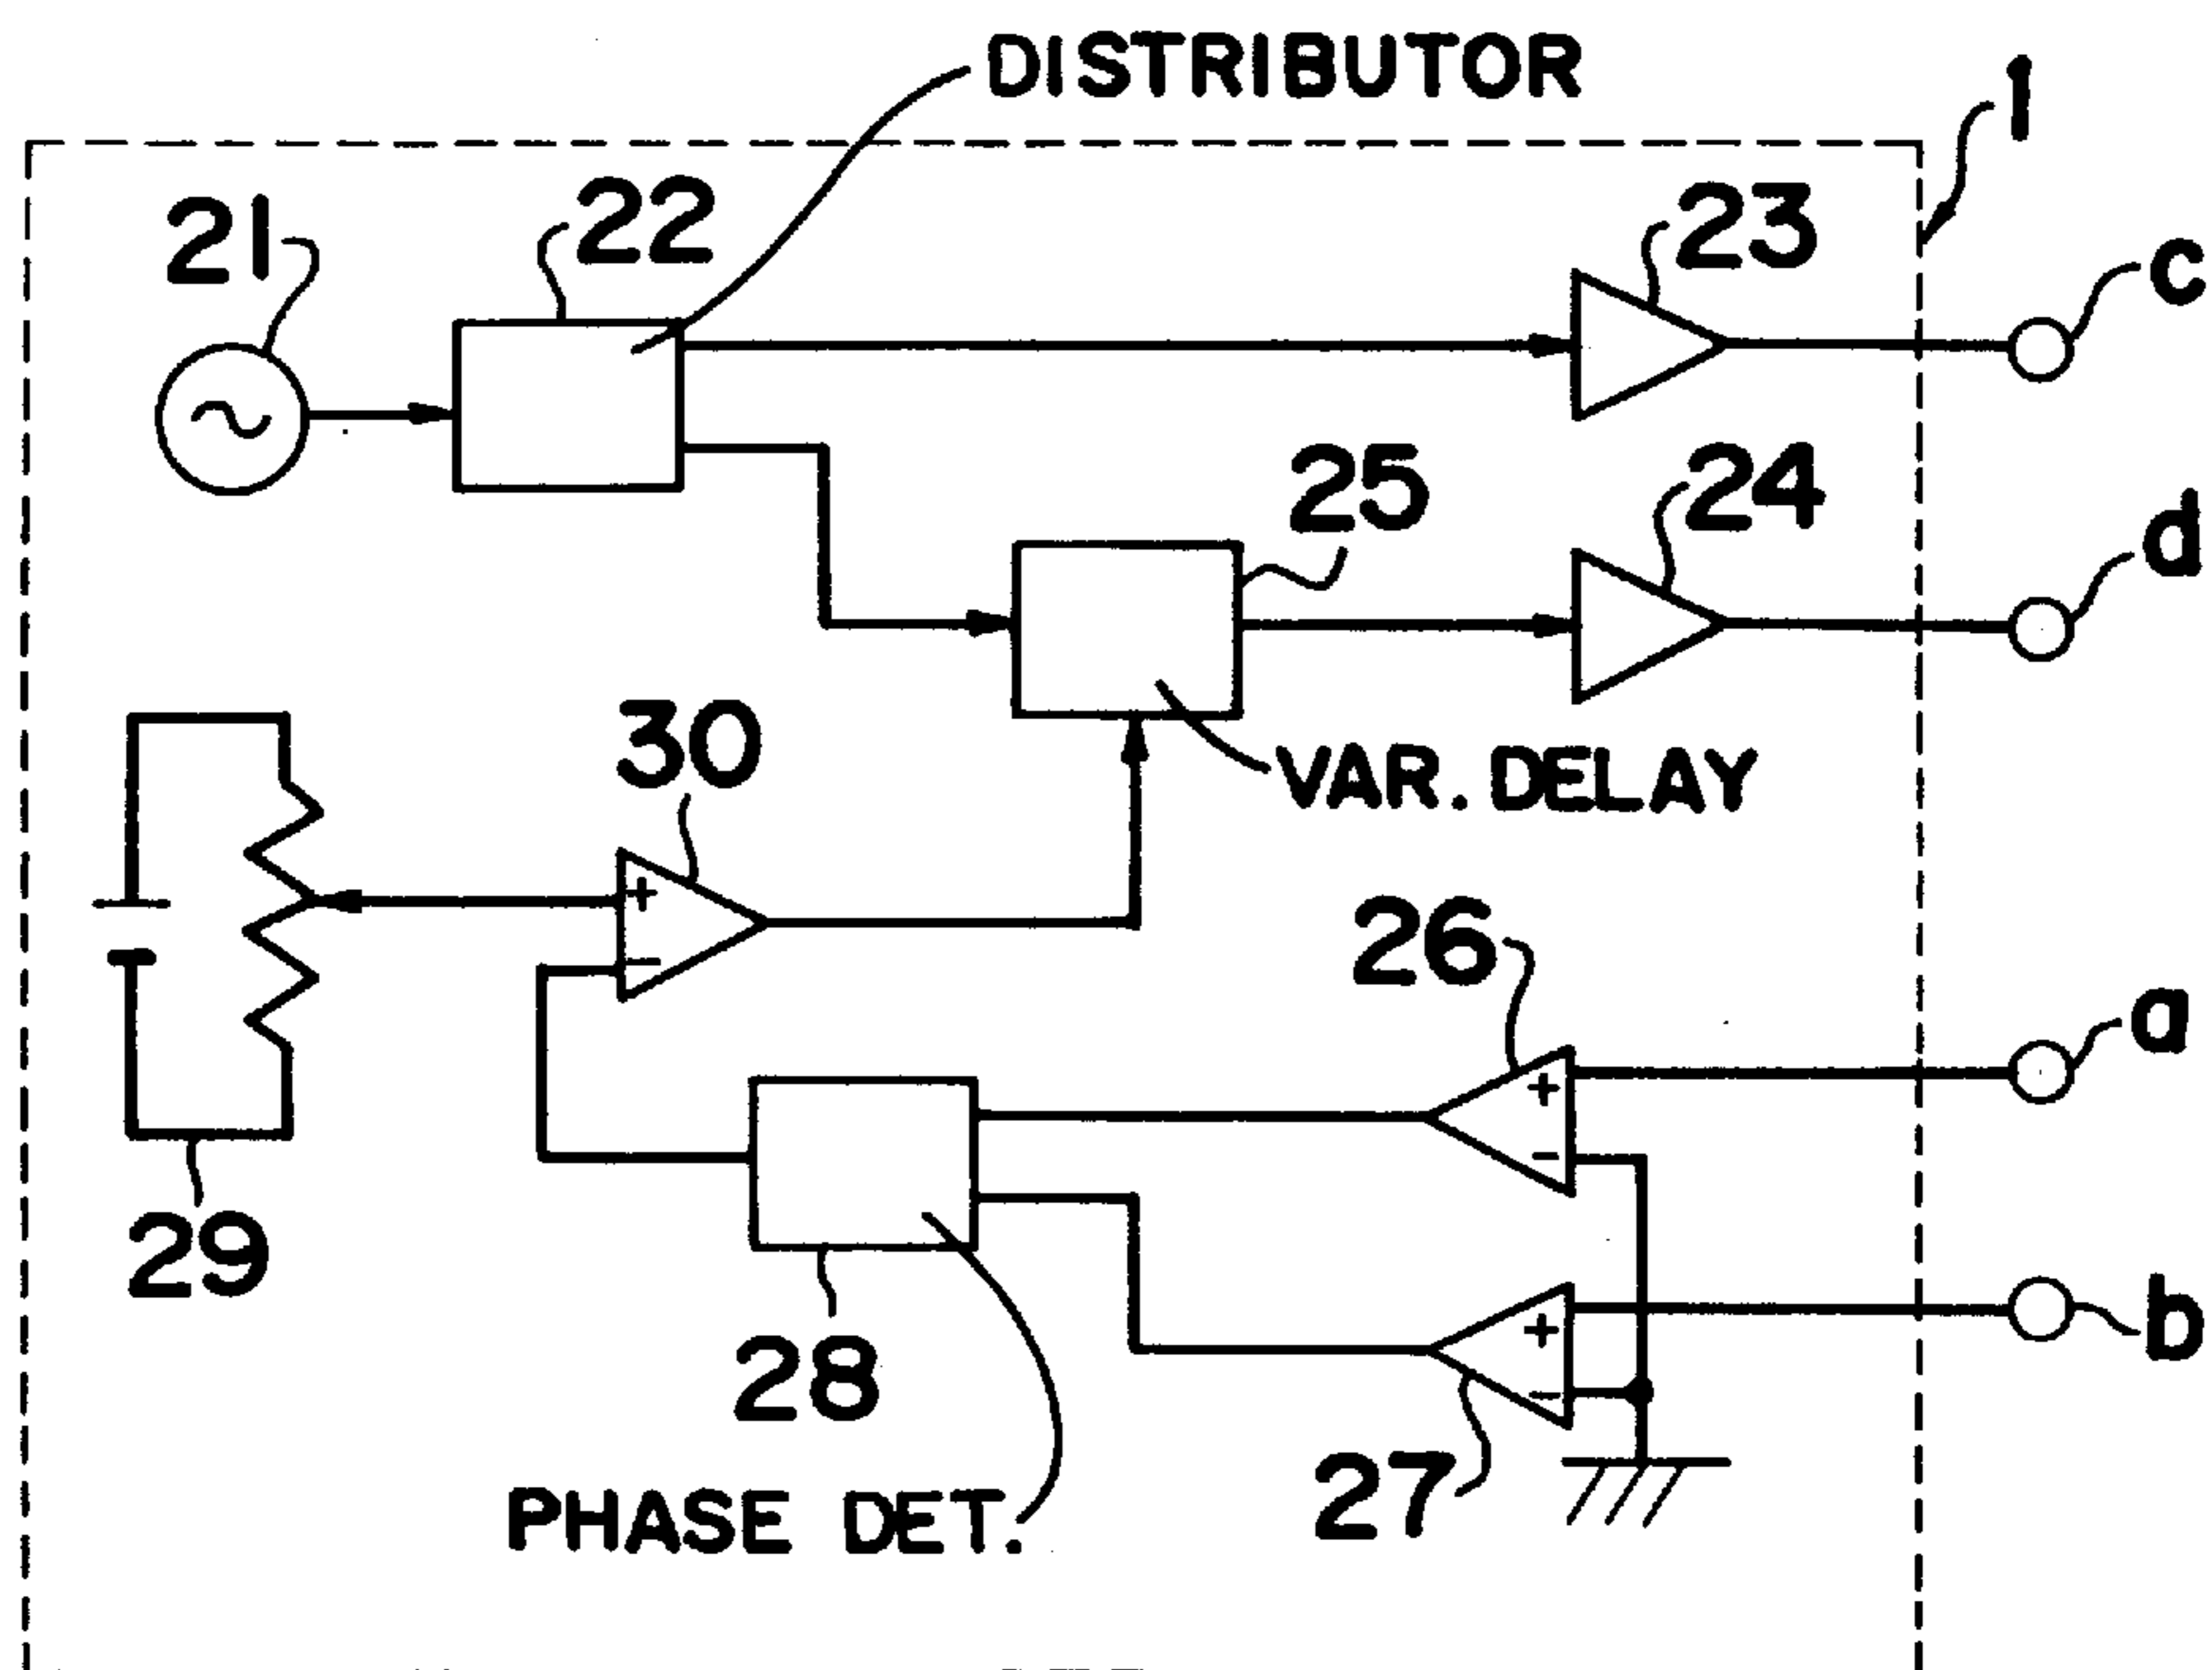 DISTRIBUTOR
1
21
22
23
c
25
24
d
30
VAR. DELAY
+
−
26
a
+
−
29
28
b
+
−
27
PHASE DET.